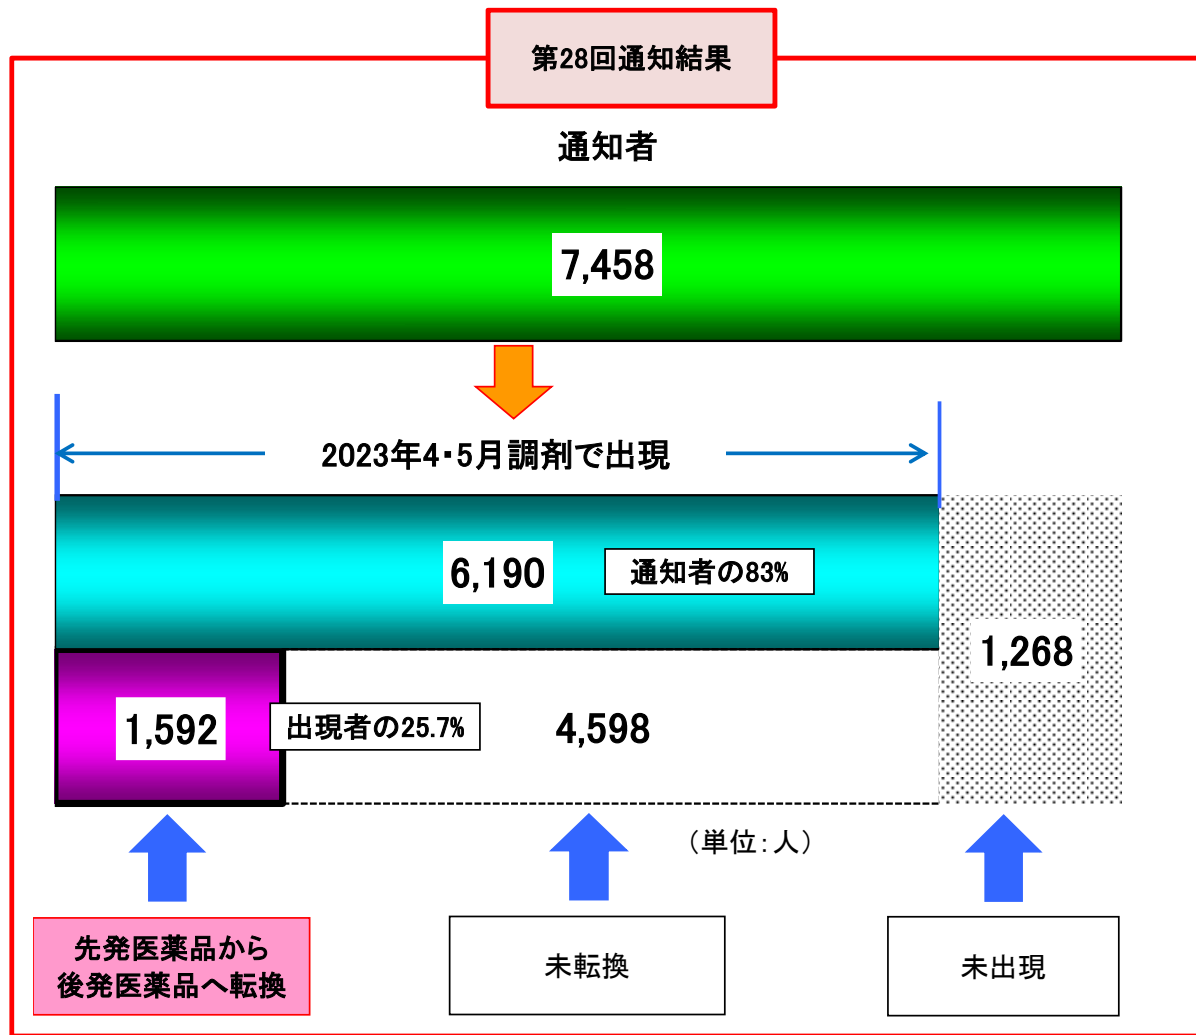 第28回通知結果
通知者
7,458
2023年4・5月調剤で出現
6,190
通知者の83%
1,268
1,592
出現者の25.7%
4,598
（単位：人）
先発医薬品から
後発医薬品へ転換
未転換
未出現